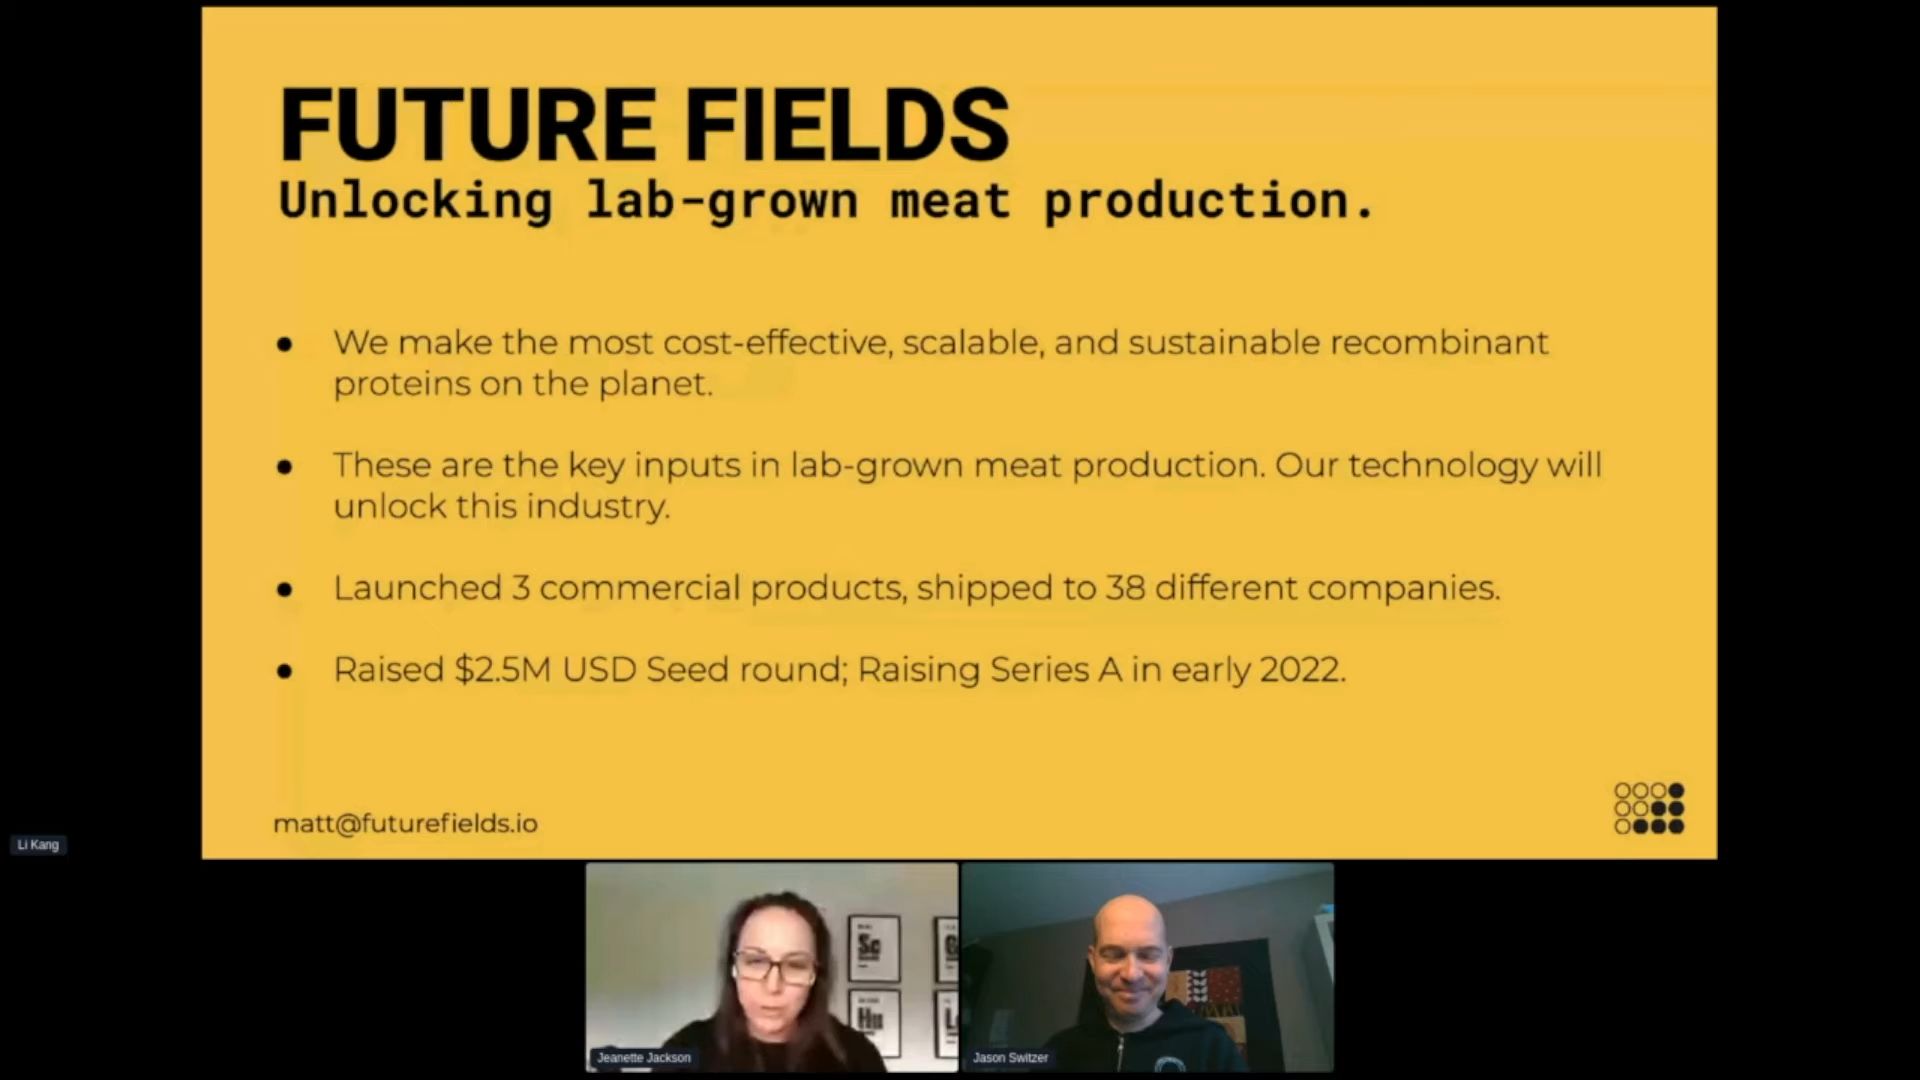 FUTURE FIELDS
Unlocking lab-grown meat production.
● We make the most cost-effective, scalable, and sustainable recombinant
proteins on the planet.
● These are the key inputs in lab-grown meat production. Our technology will
unlock this industry.
● Launched 3 commercial products, shipped to 38 different companies.
● Raised $2.5M USD Seed round; Raising Series A in early 2022.
matt@futurefields.io
Li Kang
Sc
Hu
Jeanette Jackson
Jason Switzer